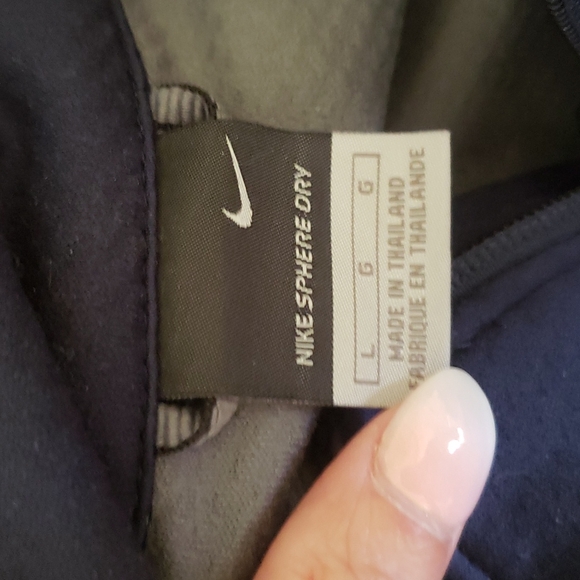 NIKE SPHERE DRY
L G G
MADE IN THAILAND
FABRIQUE EN THAILANDE